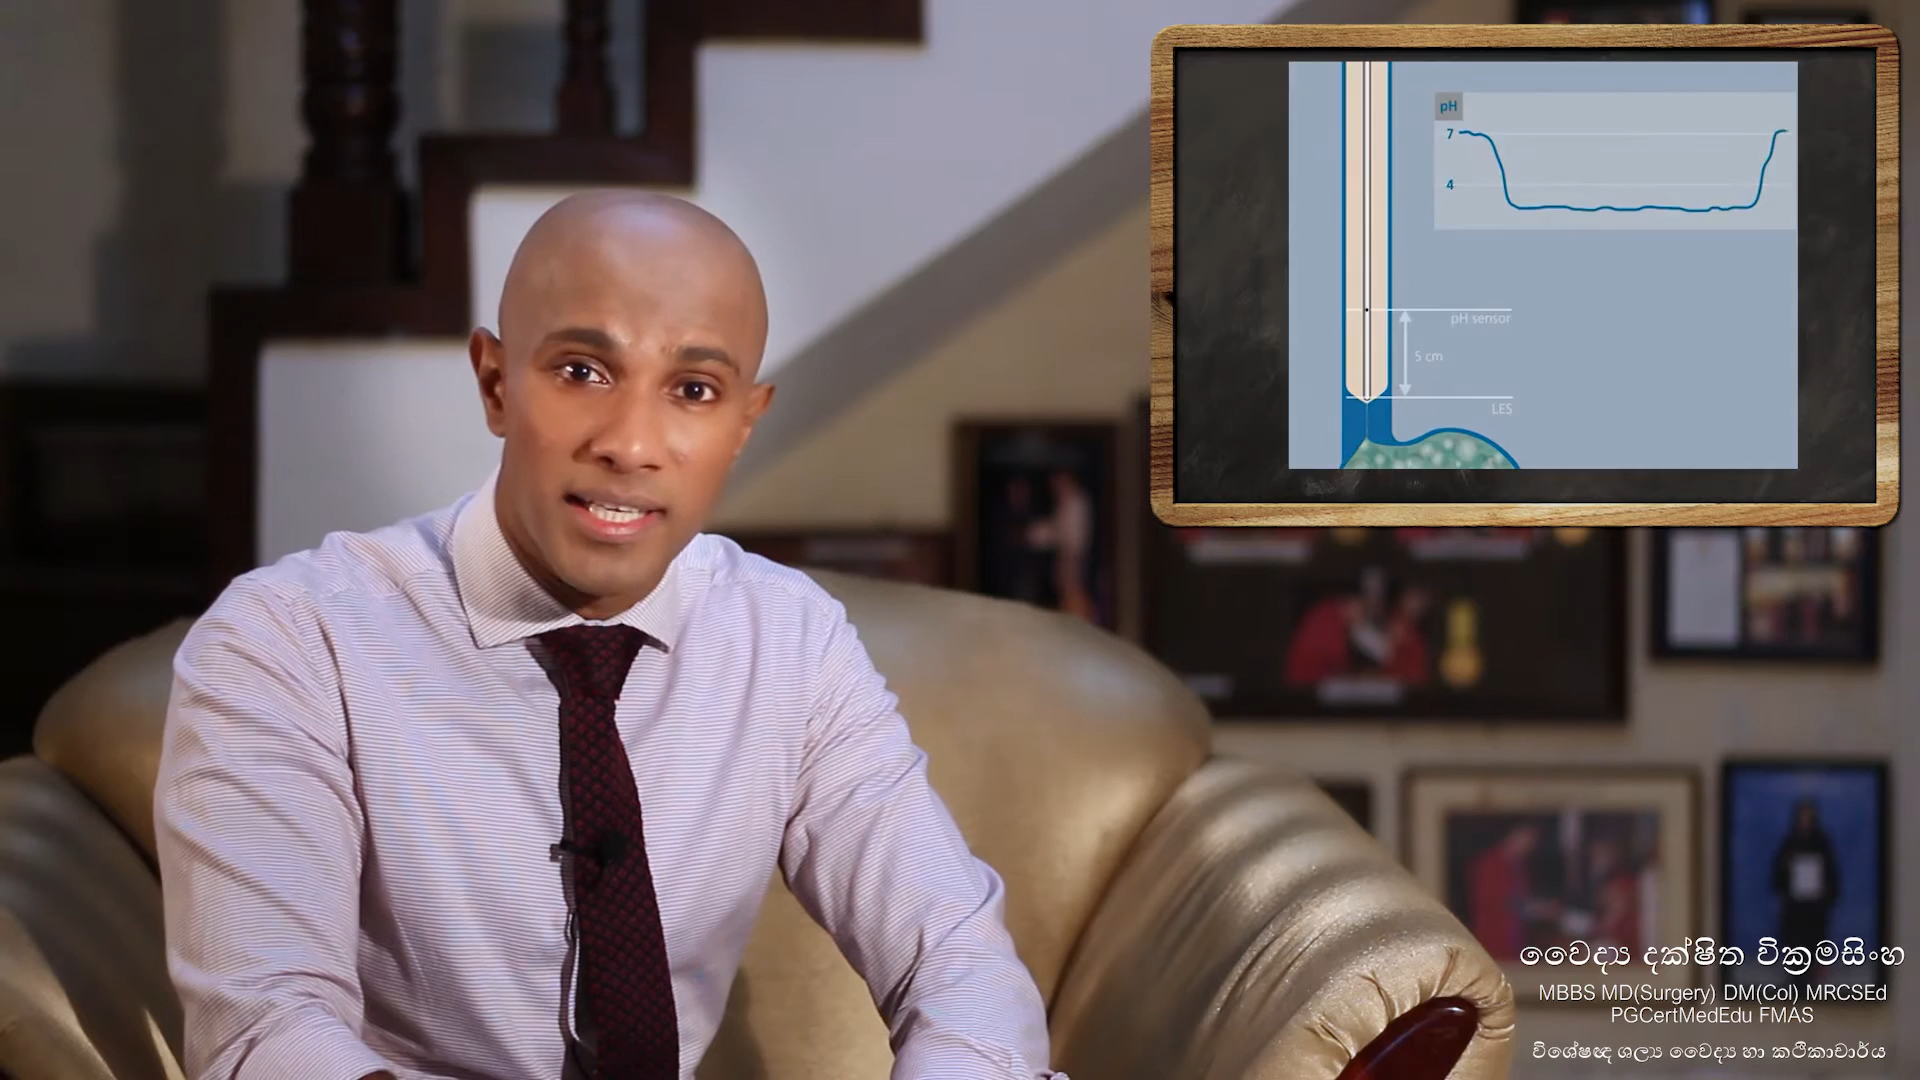 pH
7
4
pH sensor
5 cm
LES
වෛද්‍ය දක්ෂිත වික්‍රමසිංහ
MBBS MD(Surgery) DM(Col) MRCSEd
PGCertMedEdu FMAS
විශේෂඥ ශල්‍ය වෛද්‍ය හා කථිකාචාර්ය